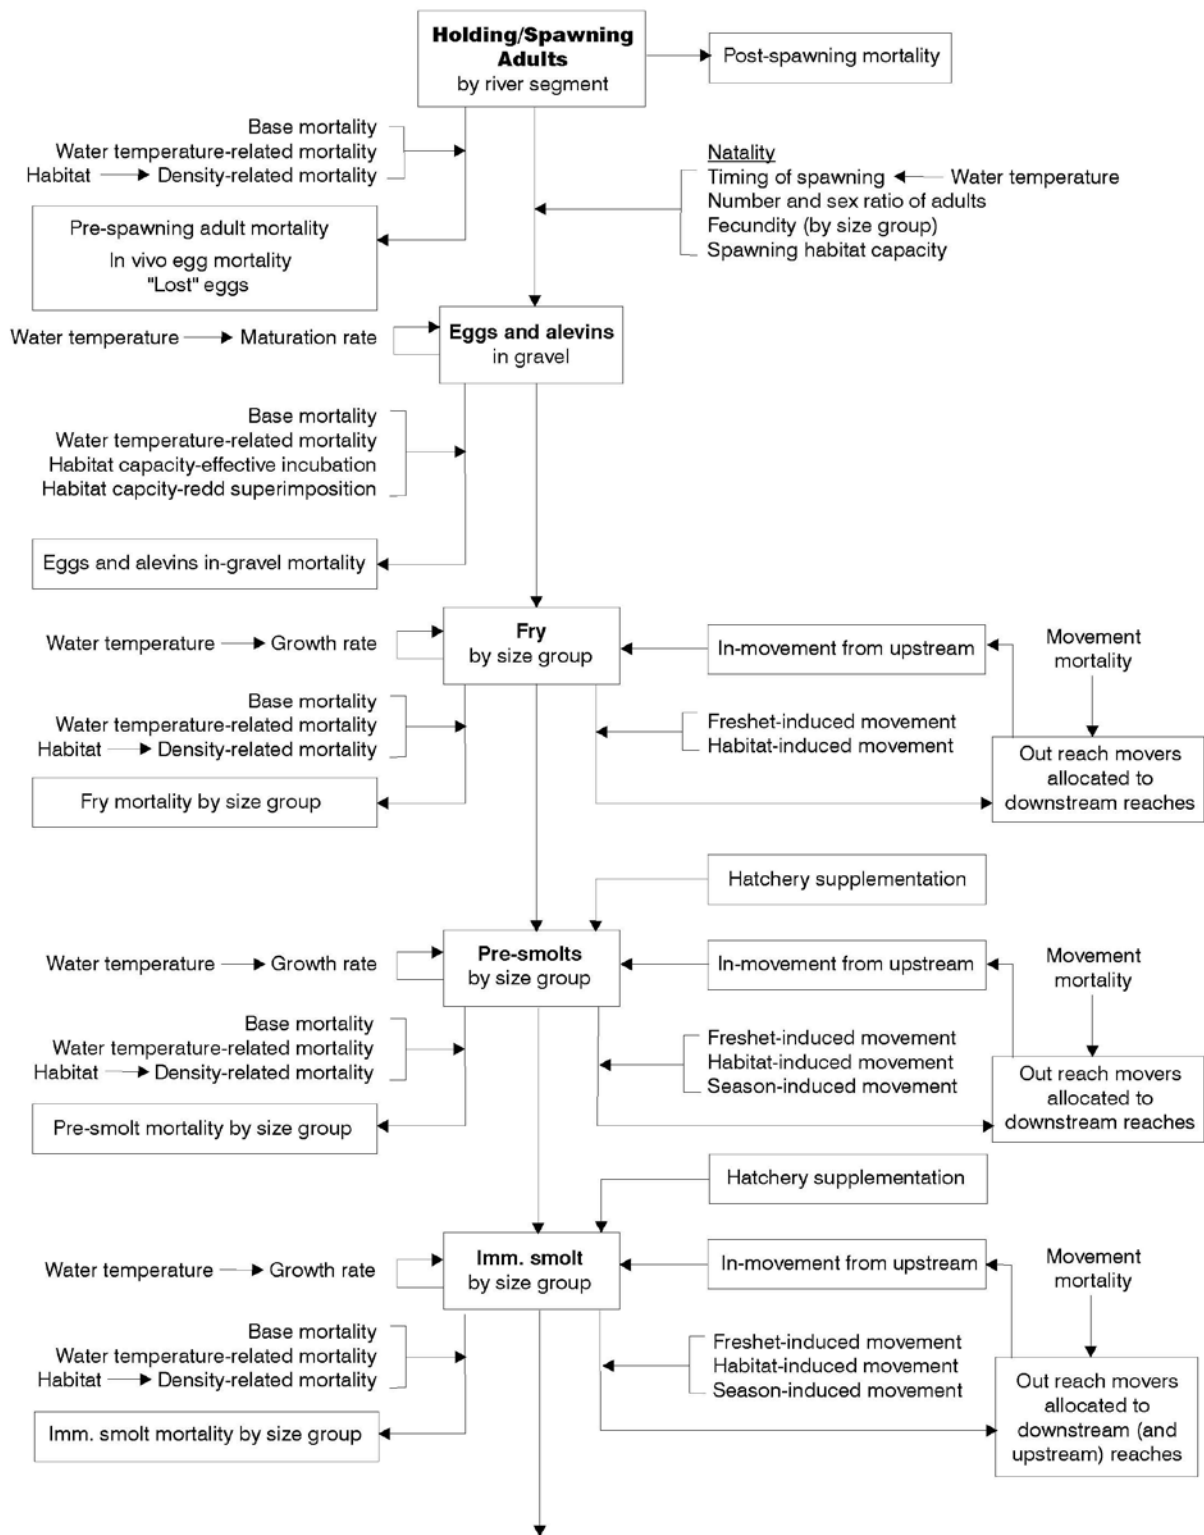 Holding/Spawning
Adults
by river segment
Post-spawning mortality
Base mortality
Water temperature-related mortality
Habitat
Density-related mortality
Natality
Timing of spawning
Water temperature
Number and sex ratio of adults
Fecundity (by size group)
Spawning habitat capacity
Pre-spawning adult mortality
In vivo egg mortality
"Lost" eggs
Water temperature
Maturation rate
Eggs and alevins
in gravel
Base mortality
Water temperature-related mortality
Habitat capacity-effective incubation
Habitat capcity-redd superimposition
Eggs and alevins in-gravel mortality
Water temperature
Growth rate
Fry
by size group
In-movement from upstream
Movement
mortality
Base mortality
Water temperature-related mortality
Habitat
Density-related mortality
Freshet-induced movement
Habitat-induced movement
Out reach movers
allocated to
downstream reaches
Fry mortality by size group
Hatchery supplementation
Water temperature
Growth rate
Pre-smolts
by size group
In-movement from upstream
Movement
mortality
Base mortality
Water temperature-related mortality
Habitat
Density-related mortality
Freshet-induced movement
Habitat-induced movement
Season-induced movement
Out reach movers
allocated to
downstream reaches
Pre-smolt mortality by size group
Hatchery supplementation
Water temperature
Growth rate
Imm. smolt
by size group
In-movement from upstream
Movement
mortality
Base mortality
Water temperature-related mortality
Habitat
Density-related mortality
Freshet-induced movement
Habitat-induced movement
Season-induced movement
Out reach movers
allocated to
downstream (and
upstream) reaches
Imm. smolt mortality by size group